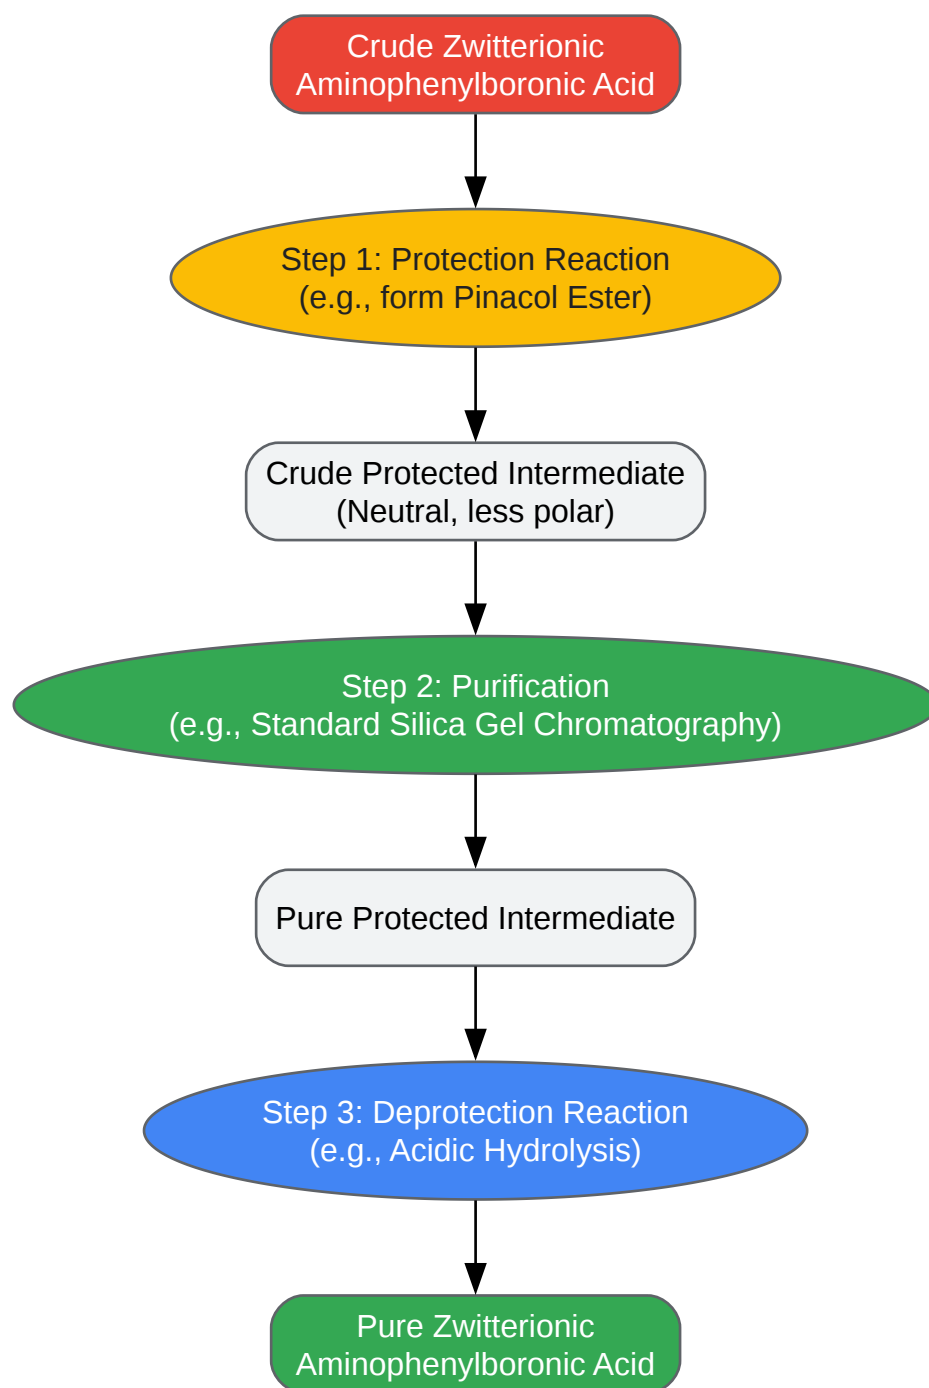 Crude Zwitterionic
Aminophenylboronic Acid
Step 1: Protection Reaction
(e.g., form Pinacol Ester)
Crude Protected Intermediate
(Neutral, less polar)
Step 2: Purification
(e.g., Standard Silica Gel Chromatography)
Pure Protected Intermediate
Step 3: Deprotection Reaction
(e.g., Acidic Hydrolysis)
Pure Zwitterionic
Aminophenylboronic Acid